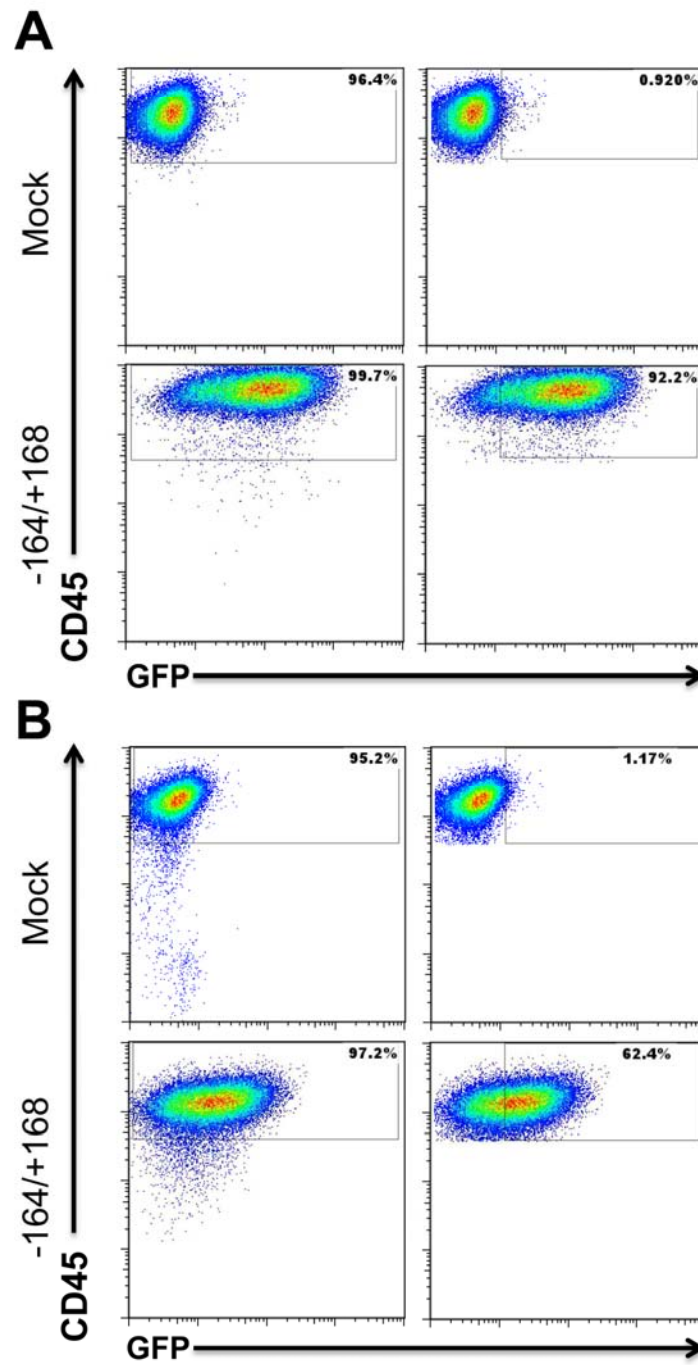 A
96.4%
0.920%
Mock
99.7%
92.2%
-164/+168
CD45
GFP
B
95.2%
1.17%
Mock
97.2%
62.4%
-164/+168
CD45
GFP